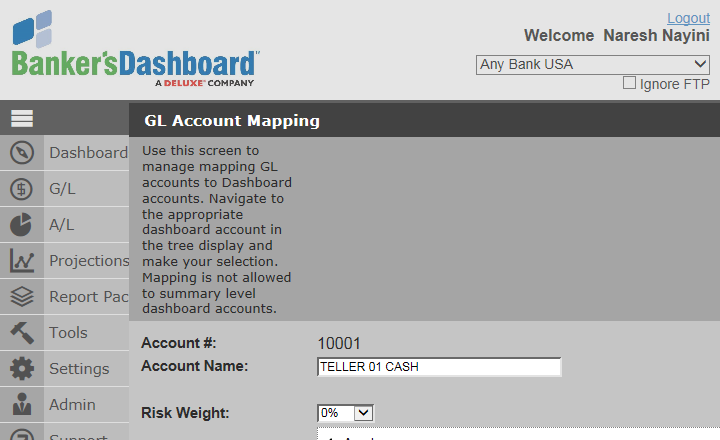 Logout
Welcome Naresh Nayini
Banker'sDashboard™
A DELUXE® COMPANY
Any Bank USA
Ignore FTP
GL Account Mapping
Use this screen to
manage mapping GL
accounts to Dashboard
accounts. Navigate to
the appropriate
dashboard account in
the tree display and
make your selection.
Mapping is not allowed
to summary level
dashboard accounts.
Dashboard
G/L
A/L
Projections
Report Pac
Tools
Settings
Admin
Support
Account #: 10001
Account Name: TELLER 01 CASH
Risk Weight: 0%